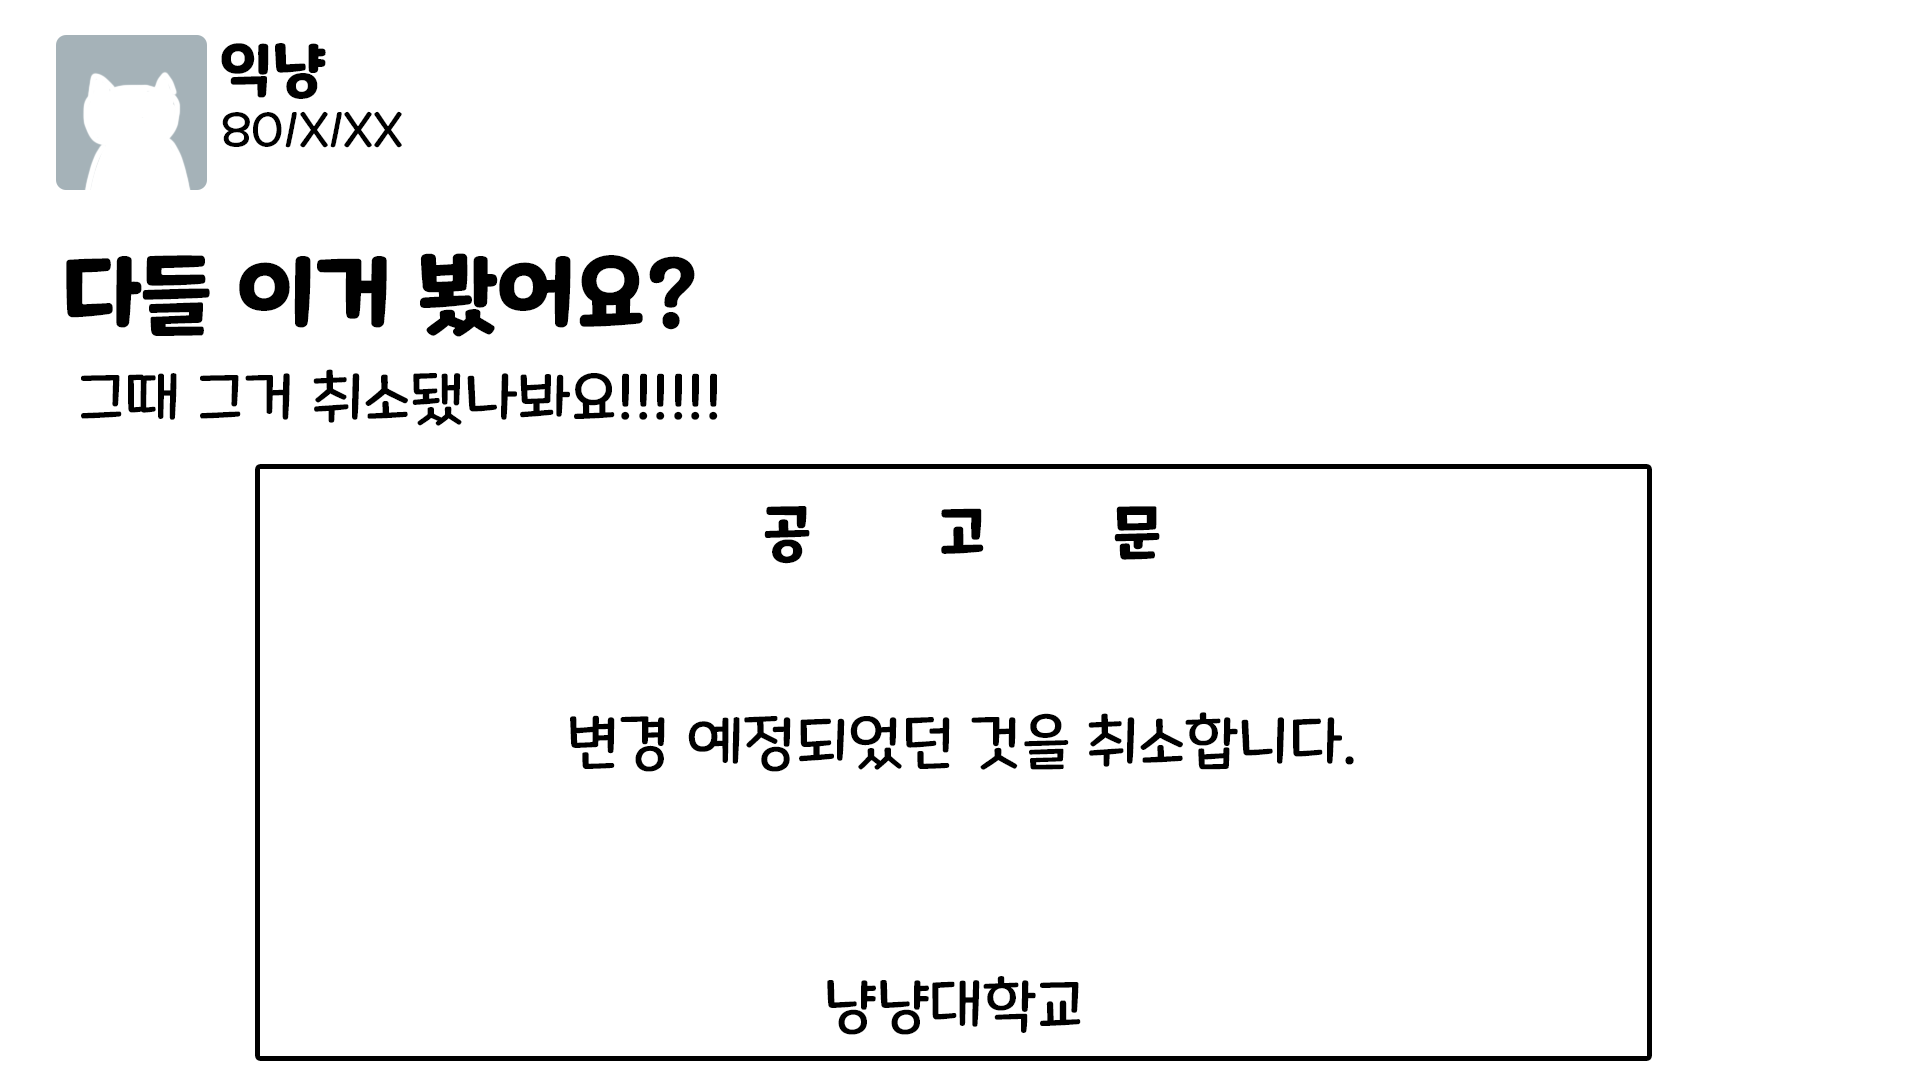 익냥
80/X/XX
다들 이거 봤어요?
그때 그거 취소됐나봐요!!!!!!
공 고 문
변경 예정되었던 것을 취소합니다.
냥냥대학교